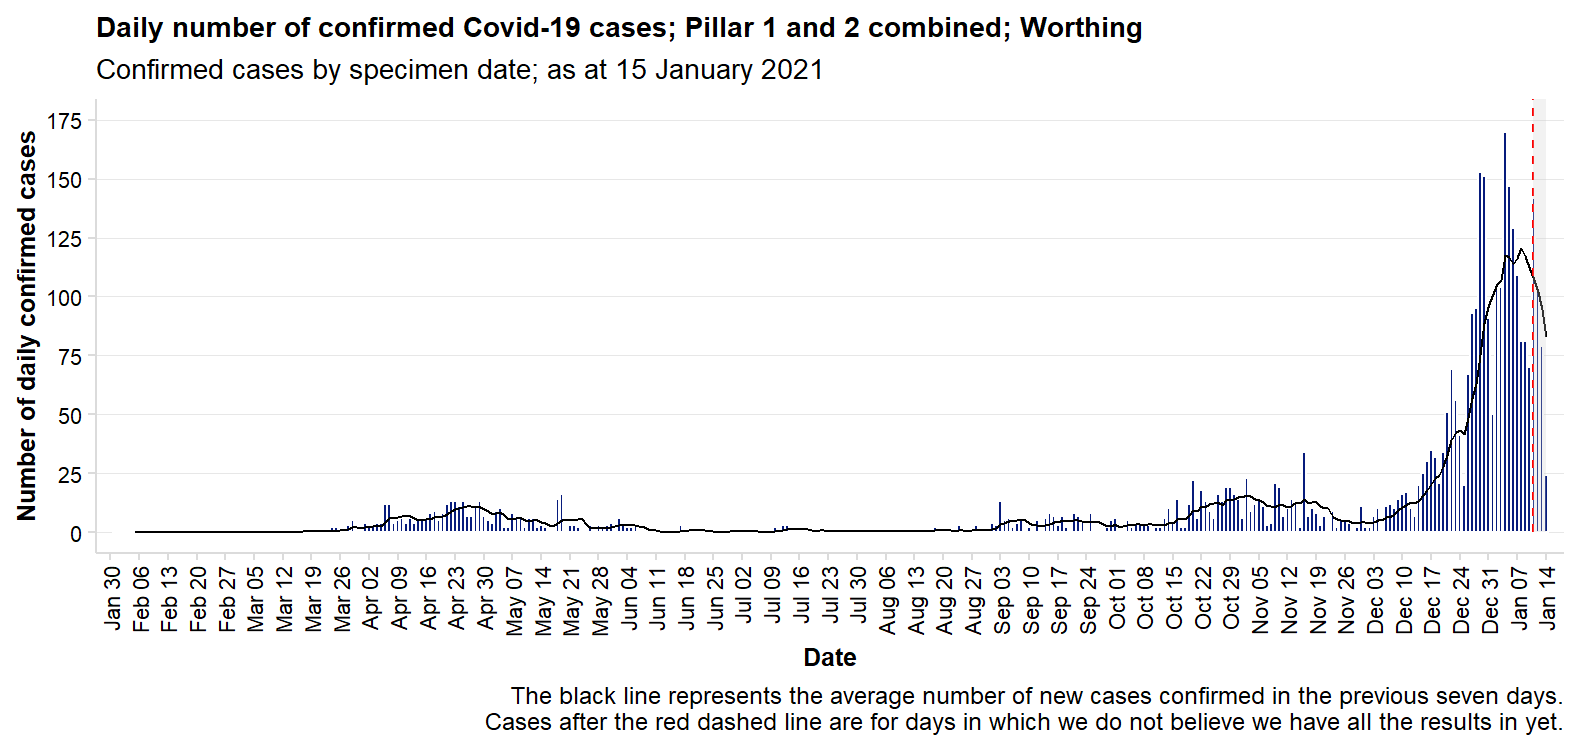 Daily number of confirmed Covid-19 cases; Pillar 1 and 2 combined; Worthing
Confirmed cases by specimen date; as at 15 January 2021
Number of daily confirmed cases
175
150
125
100
75
50
25
0
Jan 30
Feb 06
Feb 13
Feb 20
Feb 27
Mar 05
Mar 12
Mar 19
Mar 26
Apr 02
Apr 09
Apr 16
Apr 23
Apr 30
May 07
May 14
May 21
May 28
Jun 04
Jun 11
Jun 18
Jun 25
Jul 02
Jul 09
Jul 16
Jul 23
Jul 30
Aug 06
Aug 13
Aug 20
Aug 27
Sep 03
Sep 10
Sep 17
Sep 24
Oct 01
Oct 08
Oct 15
Oct 22
Oct 29
Nov 05
Nov 12
Nov 19
Nov 26
Dec 03
Dec 10
Dec 17
Dec 24
Dec 31
Jan 07
Jan 14
Date
The black line represents the average number of new cases confirmed in the previous seven days.
Cases after the red dashed line are for days in which we do not believe we have all the results in yet.